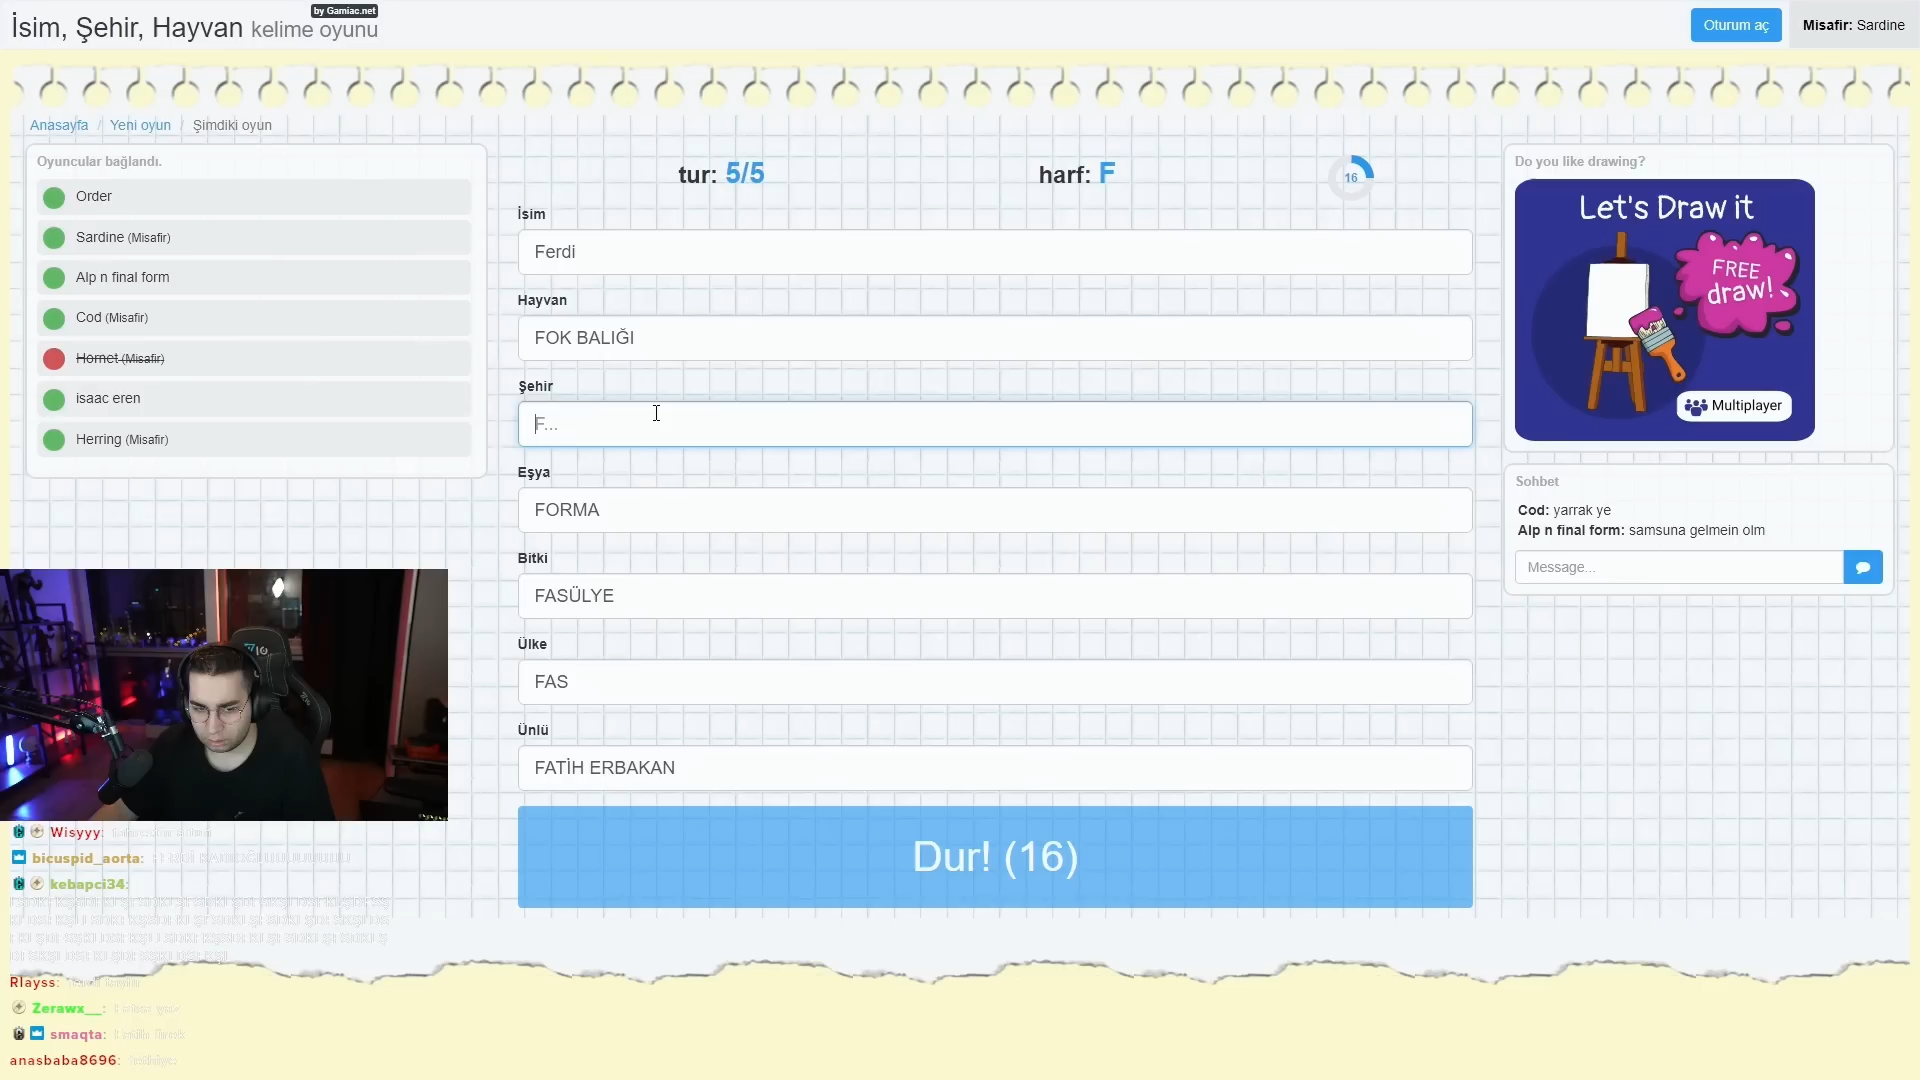 İsim, Şehir, Hayvan kelime oyunu
by Gamiac.net
Oturum aç
Misafir: Sardine
Anasayfa / Yeni oyun / Şimdiki oyun
Oyuncular bağlandı.
Order
Sardine (Misafir)
Alp n final form
Cod (Misafir)
Hornet (Misafir)
isaac eren
Herring (Misafir)
tur: 5/5
harf: F
16
İsim
Ferdi
Hayvan
FOK BALIĞI
Şehir
F...
Eşya
FORMA
Bitki
FASÜLYE
Ülke
FAS
Ünlü
FATİH ERBAKAN
Dur! (16)
Do you like drawing?
Let's Draw it
FREE
draw!
Multiplayer
Sohbet
Cod: yarrak ye
Alp n final form: samsuna gelmein olm
Message...
Wisyyy:
bicuspid_aorta:
kebapci34:
Rlayss:
Zerawx__:
smaqta:
anasbaba8696: